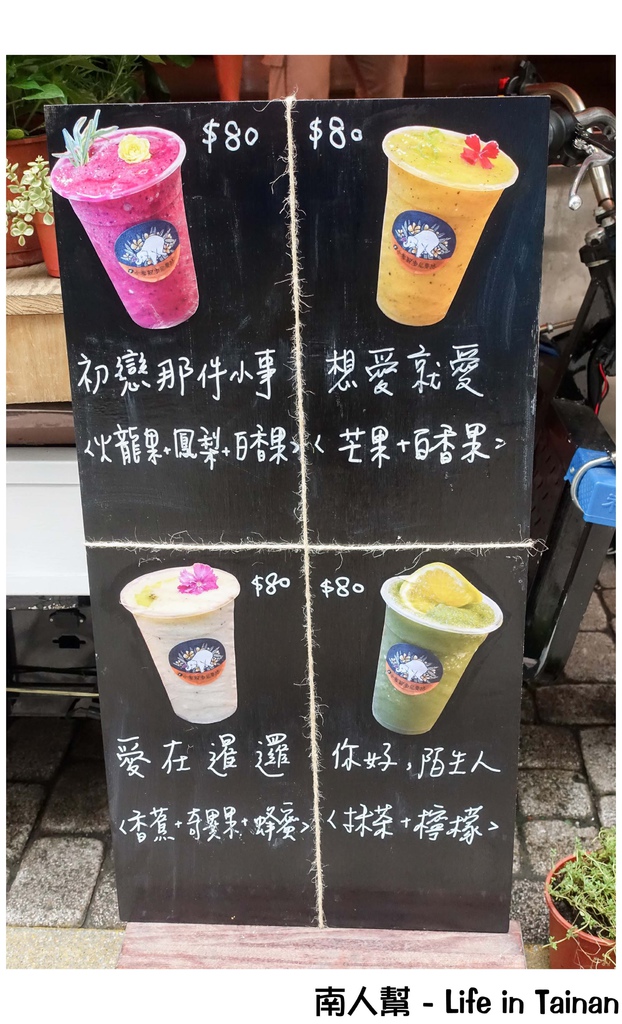 $80
初戀那件小事
<火龍果+鳳梨+百香果>
$80
想愛就愛
<芒果+百香果>
$80
愛在暹邏
<香蕉+奇異果+蜂蜜>
$80
你好,陌生人
<抹茶+檸檬>
南人幫 - Life in Tainan